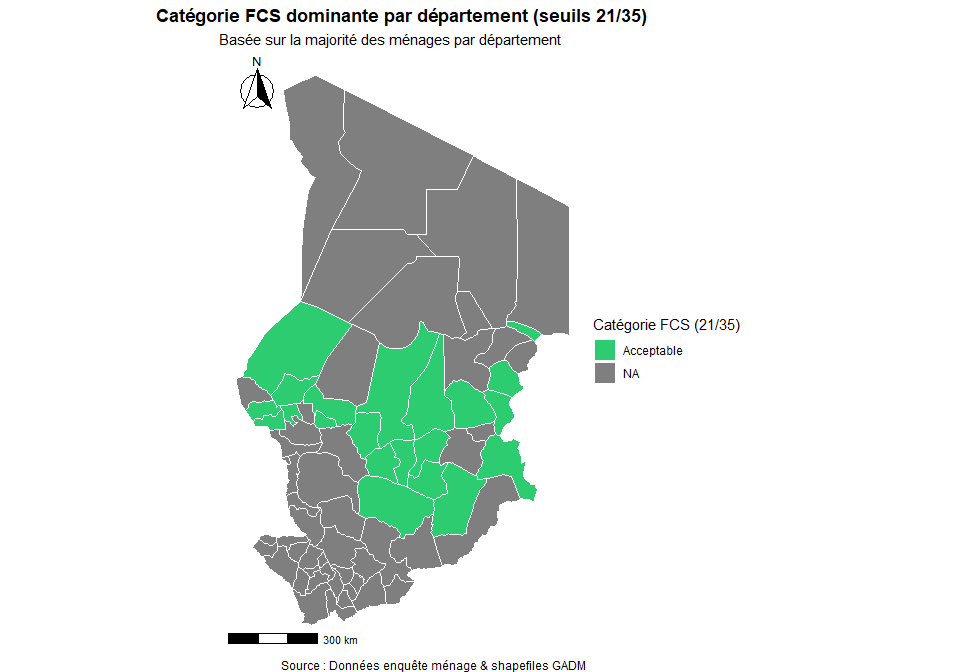 Catégorie FCS dominante par département (seuils 21/35)
Basée sur la majorité des ménages par département
N
Catégorie FCS (21/35)
Acceptable
NA
300 km
Source : Données enquête ménage & shapefiles GADM